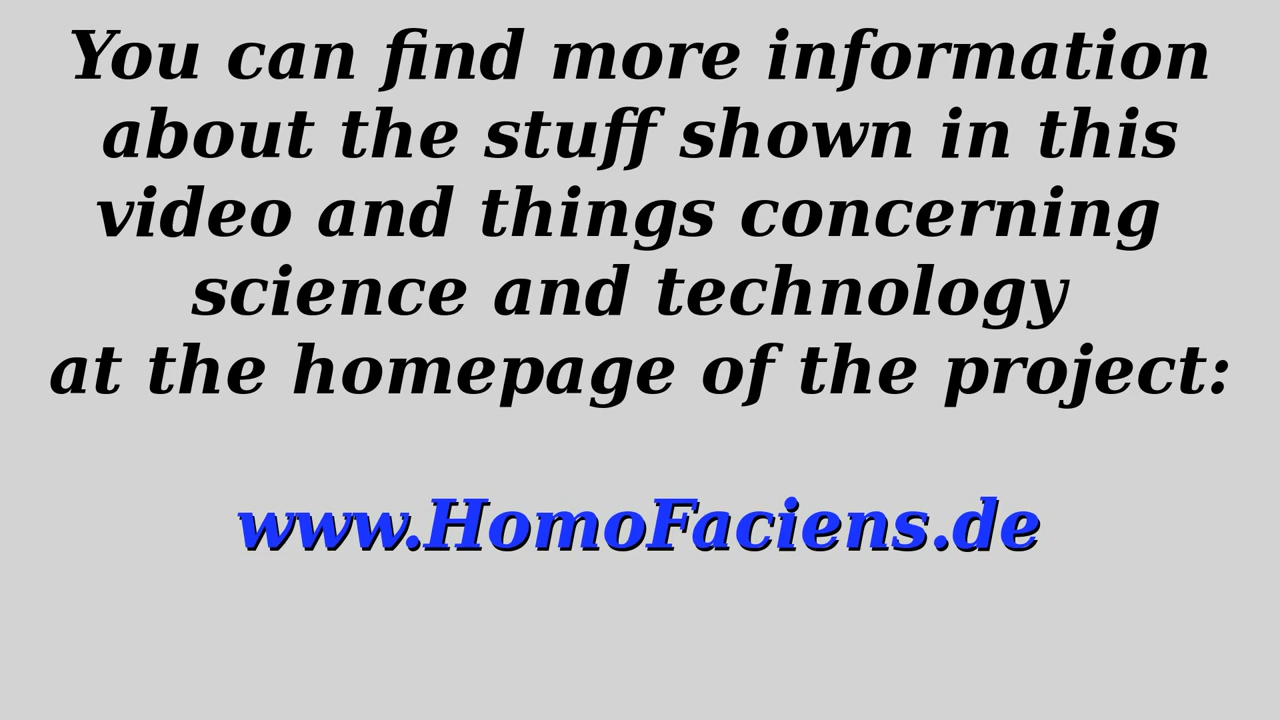 You can find more information
about the stuff shown in this
video and things concerning
science and technology
at the homepage of the project:
www.HomoFaciens.de